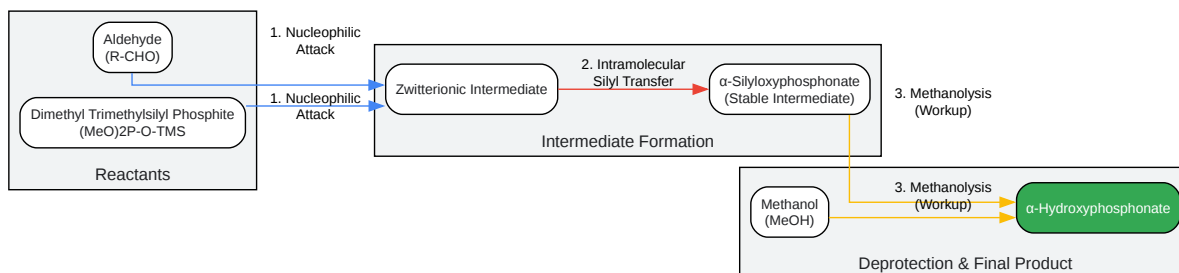 Aldehyde
(R-CHO)
Dimethyl Trimethylsilyl Phosphite
(MeO)2P-O-TMS
Reactants
1. Nucleophilic
Attack
1. Nucleophilic
Attack
Zwitterionic Intermediate
2. Intramolecular
Silyl Transfer
α-Silyloxyphosphonate
(Stable Intermediate)
Intermediate Formation
3. Methanolysis
(Workup)
Methanol
(MeOH)
3. Methanolysis
(Workup)
α-Hydroxyphosphonate
Deprotection & Final Product